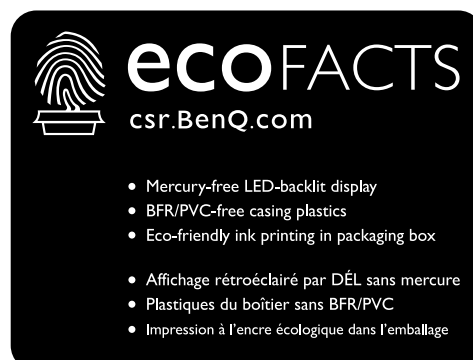 ecoFACTS
csr.BenQ.com
• Mercury-free LED-backlit display
• BFR/PVC-free casing plastics
• Eco-friendly ink printing in packaging box
• Affichage rétroéclairé par DÉL sans mercure
• Plastiques du boîtier sans BFR/PVC
• Impression à l'encre écologique dans l'emballage